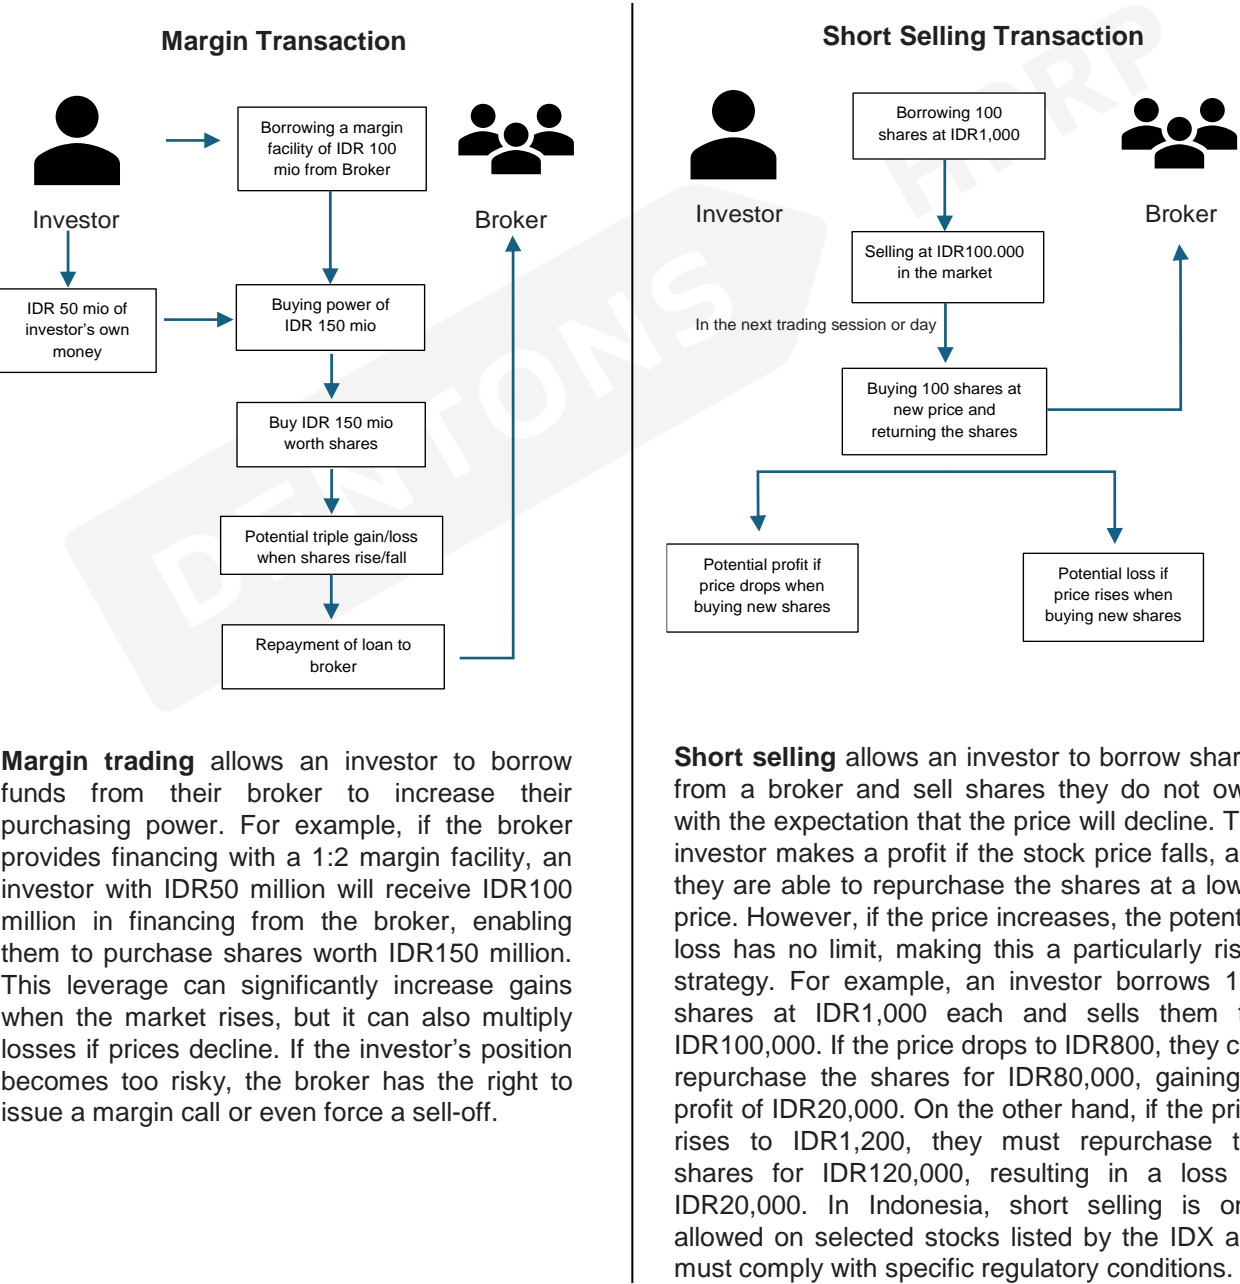 Margin Transaction
Investor
Borrowing a margin
facility of IDR 100
mio from Broker
Broker
IDR 50 mio of
investor's own
money
Buying power of
IDR 150 mio
Buy IDR 150 mio
worth shares
Potential triple gain/loss
when shares rise/fall
Repayment of loan to
broker
Margin trading allows an investor to borrow
funds from their broker to increase their
purchasing power. For example, if the broker
provides financing with a 1:2 margin facility, an
investor with IDR50 million will receive IDR100
million in financing from the broker, enabling
them to purchase shares worth IDR150 million.
This leverage can significantly increase gains
when the market rises, but it can also multiply
losses if prices decline. If the investor's position
becomes too risky, the broker has the right to
issue a margin call or even force a sell-off.
Short Selling Transaction
Investor
Borrowing 100
shares at IDR1,000
Broker
Selling at IDR100.000
in the market
In the next trading session or day
Buying 100 shares at
new price and
returning the shares
Potential profit if
price drops when
buying new shares
Potential loss if
price rises when
buying new shares
Short selling allows an investor to borrow shar
from a broker and sell shares they do not ow
with the expectation that the price will decline. T
investor makes a profit if the stock price falls, a
they are able to repurchase the shares at a low
price. However, if the price increases, the potent
loss has no limit, making this a particularly ris
strategy. For example, an investor borrows 1
shares at IDR1,000 each and sells them f
IDR100,000. If the price drops to IDR800, they c
repurchase the shares for IDR80,000, gaining
profit of IDR20,000. On the other hand, if the pri
rises to IDR1,200, they must repurchase t
shares for IDR120,000, resulting in a loss
IDR20,000. In Indonesia, short selling is on
allowed on selected stocks listed by the IDX a
must comply with specific regulatory conditions.
DENTONS
HPRP